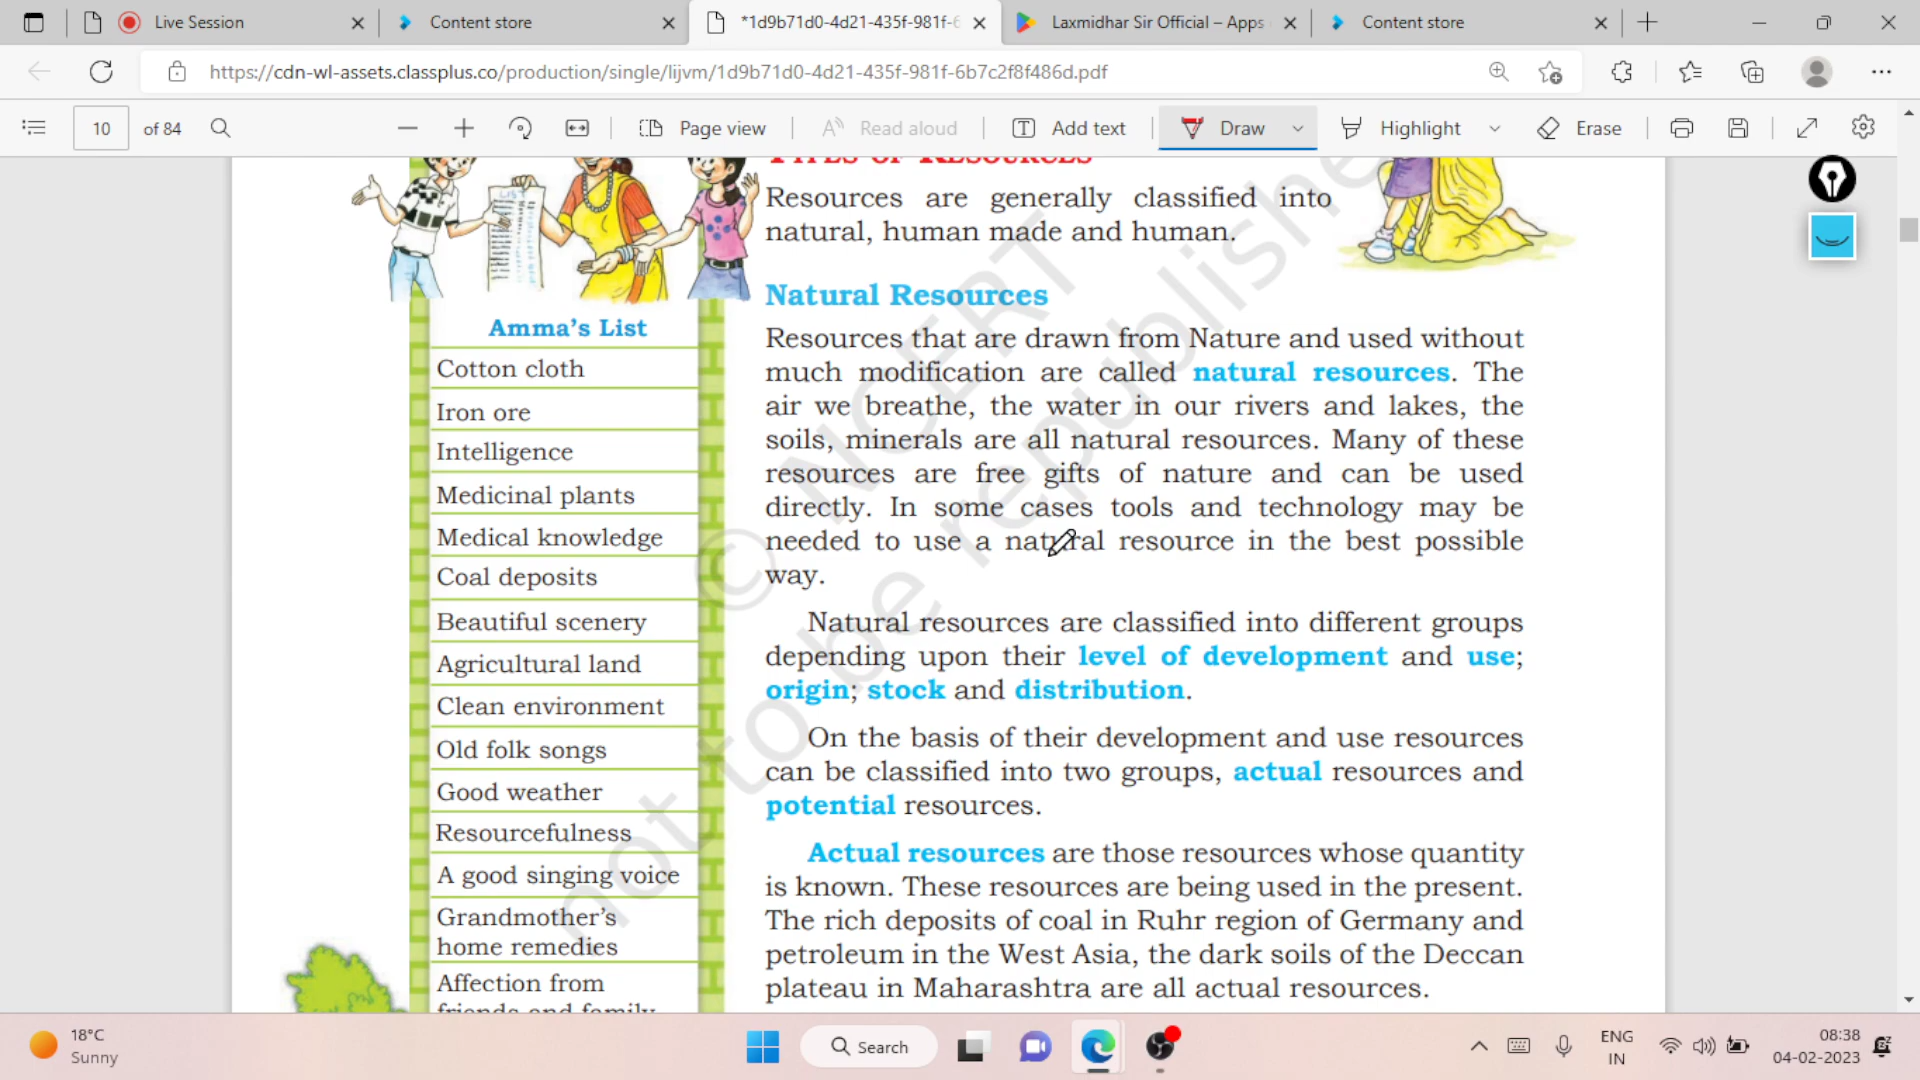 Live Session
Content store
*1d9b71d0-4d21-435f-981f-6
Laxmidhar Sir Official – Apps
Content store
https://cdn-wl-assets.classplus.co/production/single/lijvm/1d9b71d0-4d21-435f-981f-6b7c2f8f486d.pdf
10 of 84
Page view
Read aloud
Add text
Draw
Highlight
Erase
TYPES OF RESOURCES
Resources are generally classified into
natural, human made and human.
Natural Resources
Resources that are drawn from Nature and used without
much modification are called natural resources. The
air we breathe, the water in our rivers and lakes, the
soils, minerals are all natural resources. Many of these
resources are free gifts of nature and can be used
directly. In some cases tools and technology may be
needed to use a natural resource in the best possible
way.
Natural resources are classified into different groups
depending upon their level of development and use;
origin; stock and distribution.
On the basis of their development and use resources
can be classified into two groups, actual resources and
potential resources.
Actual resources are those resources whose quantity
is known. These resources are being used in the present.
The rich deposits of coal in Ruhr region of Germany and
petroleum in the West Asia, the dark soils of the Deccan
plateau in Maharashtra are all actual resources.
LIST
Amma's List
Cotton cloth
Iron ore
Intelligence
Medicinal plants
Medical knowledge
Coal deposits
Beautiful scenery
Agricultural land
Clean environment
Old folk songs
Good weather
Resourcefulness
A good singing voice
Grandmother's
home remedies
Affection from
friends and family
© NCERT
not to be republishe
18°C
Sunny
Search
ENG
IN
08:38
04-02-2023